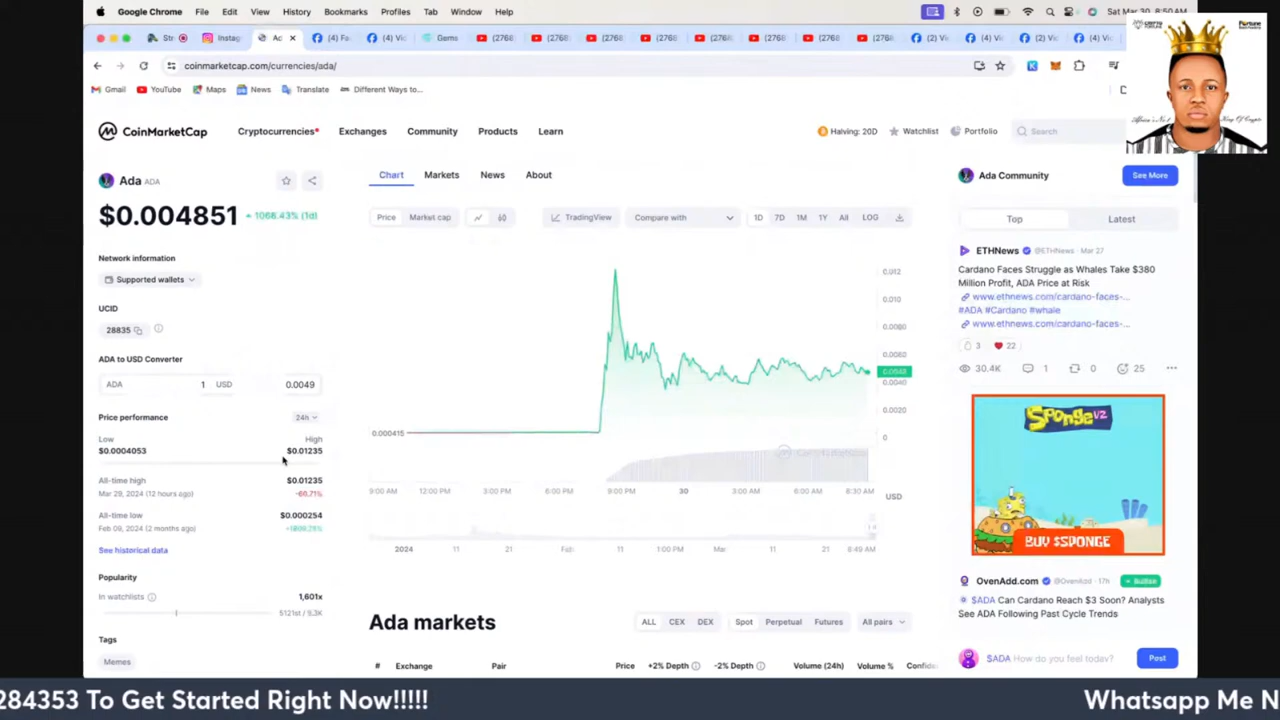 Google Chrome File Edit View History Bookmarks Profiles Tab Window Help
Sat Mar 30 8:50 AM
coinmarketcap.com/currencies/ada/
Gmail YouTube Maps News Translate Different Ways to...
CoinMarketCap Cryptocurrencies Exchanges Community Products Learn
Halving: 20D Watchlist Portfolio Search
Ada ADA
$0.004851 1068.43% (1d)
Network information
Supported wallets
UCID
28835
ADA to USD Converter
ADA 1 USD 0.0049
Price performance 24h
Low High
$0.0004053 $0.01235
All-time high $0.01235
Mar 29, 2024 (12 hours ago) -60.71%
All-time low $0.000254
Feb 09, 2024 (2 months ago)
See historical data
Popularity
In watchlists 1,601x
5121st / 9.3K
Tags
Memes
Chart Markets News About
Price Market cap TradingView Compare with 1D 7D 1M 1Y All LOG
0.012
0.010
0.0080
0.0060
0.0048
0.0040
0.0020
0
0.000415
9:00 AM 12:00 PM 3:00 PM 6:00 PM 9:00 PM 30 3:00 AM 6:00 AM 8:30 AM
USD
2024 11 21 Feb 11 1:00 PM Mar 11 21 8:49 AM
Ada markets
ALL CEX DEX Spot Perpetual Futures All pairs
# Exchange Pair Price +2% Depth -2% Depth Volume (24h) Volume %
Ada Community See More
Top Latest
ETHNews @ETHNews · Mar 27
Cardano Faces Struggle as Whales Take $380
Million Profit, ADA Price at Risk
www.ethnews.com/cardano-faces-...
#ADA #Cardano #whale
www.ethnews.com/cardano-faces-...
3 22
30.4K 1 0 25
Sponge V2
BUY $SPONGE
OvenAdd.com @OvenAdd · 17h Bullish
$ADA Can Cardano Reach $3 Soon? Analysts
See ADA Following Past Cycle Trends
$ADA How do you feel today? Post
284353 To Get Started Right Now!!!!! Whatsapp Me N